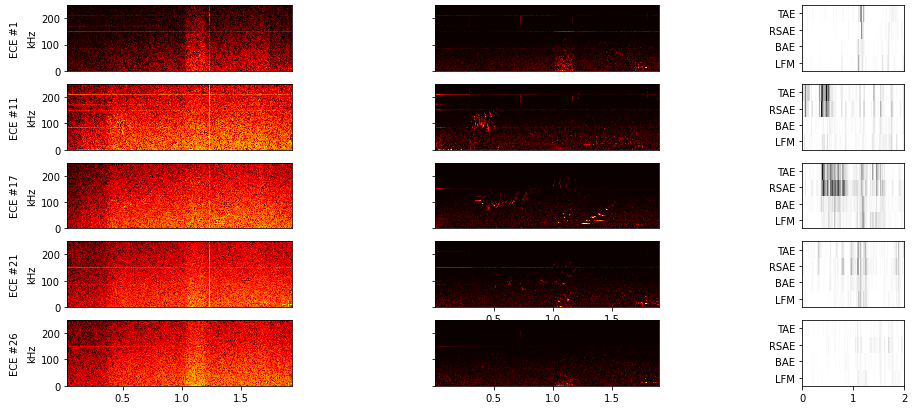 ECE #1
kHz
200
100
0
TAE
RSAE
BAE
LFM
ECE #11
kHz
200
100
0
TAE
RSAE
BAE
LFM
ECE #17
kHz
200
100
0
TAE
RSAE
BAE
LFM
ECE #21
kHz
200
100
0
0.5 1.0 1.5
TAE
RSAE
BAE
LFM
ECE #26
kHz
200
100
0
TAE
RSAE
BAE
LFM
0.5 1.0 1.5
0.5 1.0 1.5
0 1 2